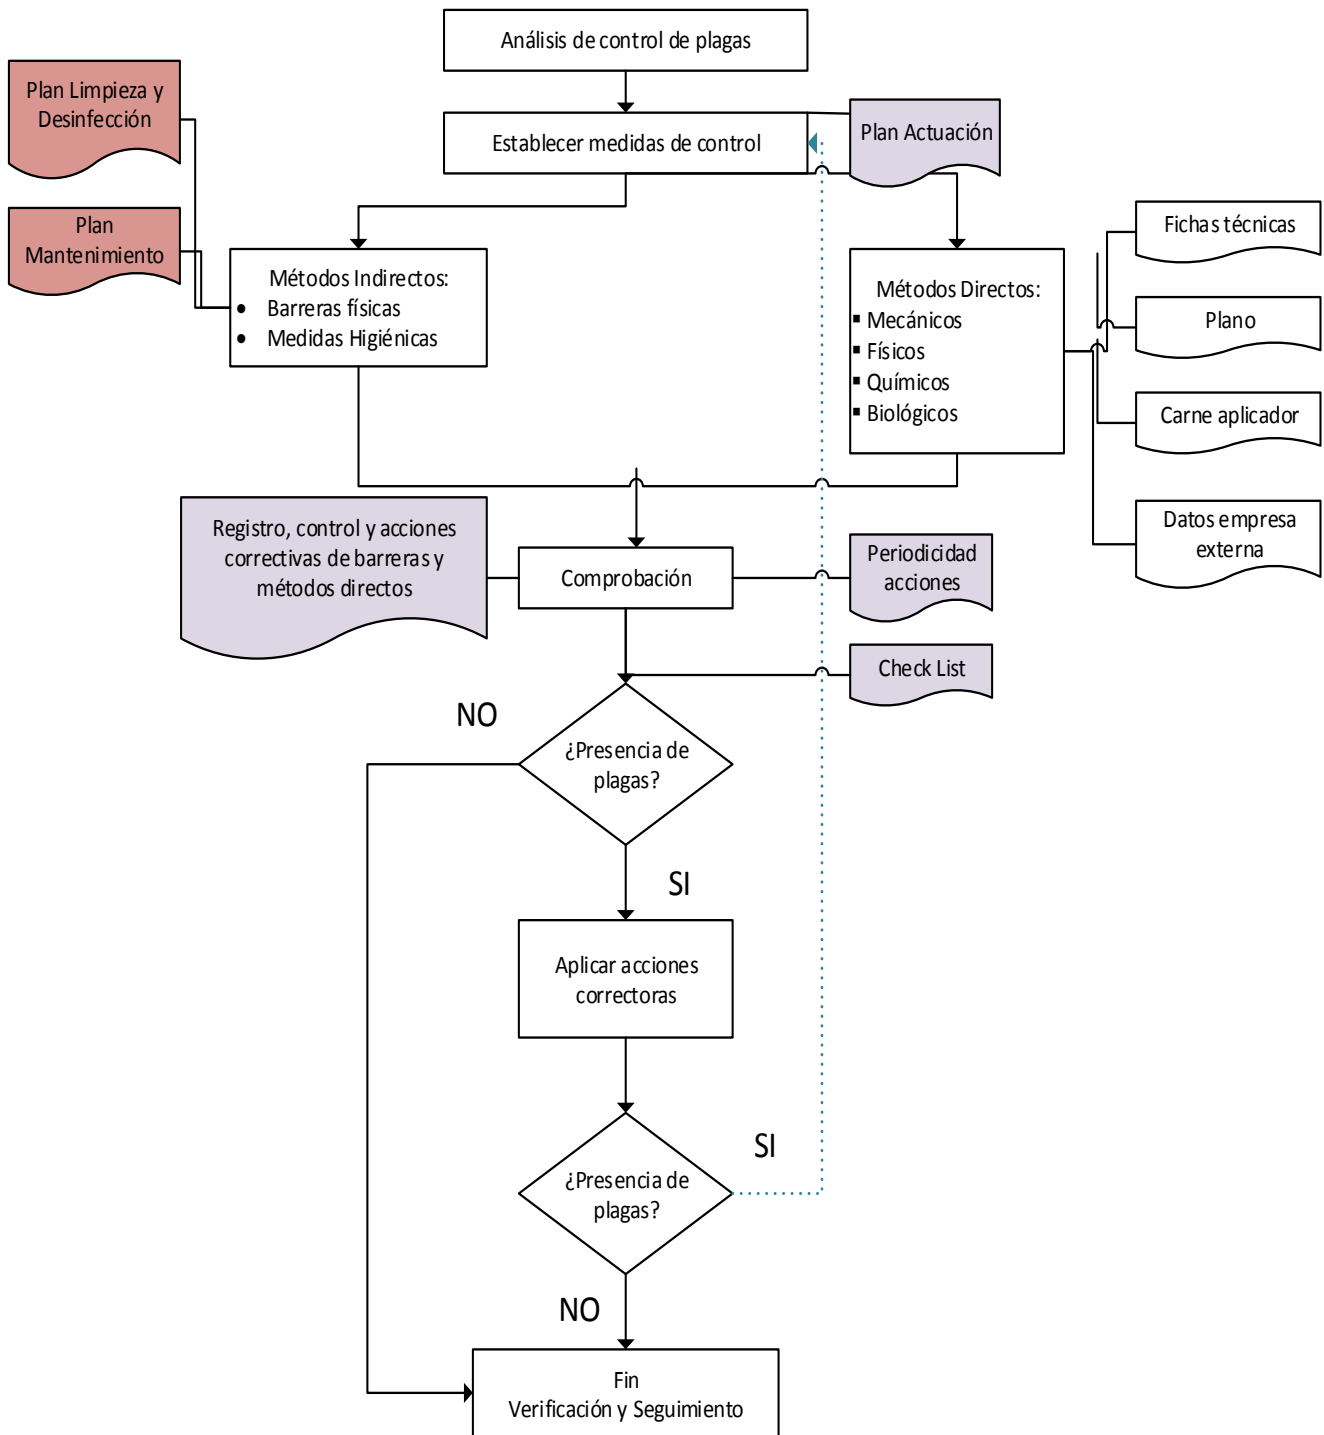 Análisis de control de plagas
Plan Limpieza y
Desinfección
Establecer medidas de control
Plan Actuación
Plan
Mantenimiento
Métodos Indirectos:
• Barreras físicas
• Medidas Higiénicas
Métodos Directos:
▪ Mecánicos
▪ Físicos
▪ Químicos
▪ Biológicos
Fichas técnicas
Plano
Carne aplicador
Datos empresa
externa
Registro, control y acciones
correctivas de barreras y
métodos directos
Comprobación
Periodicidad
acciones
Check List
NO
¿Presencia de
plagas?
SI
Aplicar acciones
correctoras
¿Presencia de
plagas?
SI
NO
Fin
Verificación y Seguimiento